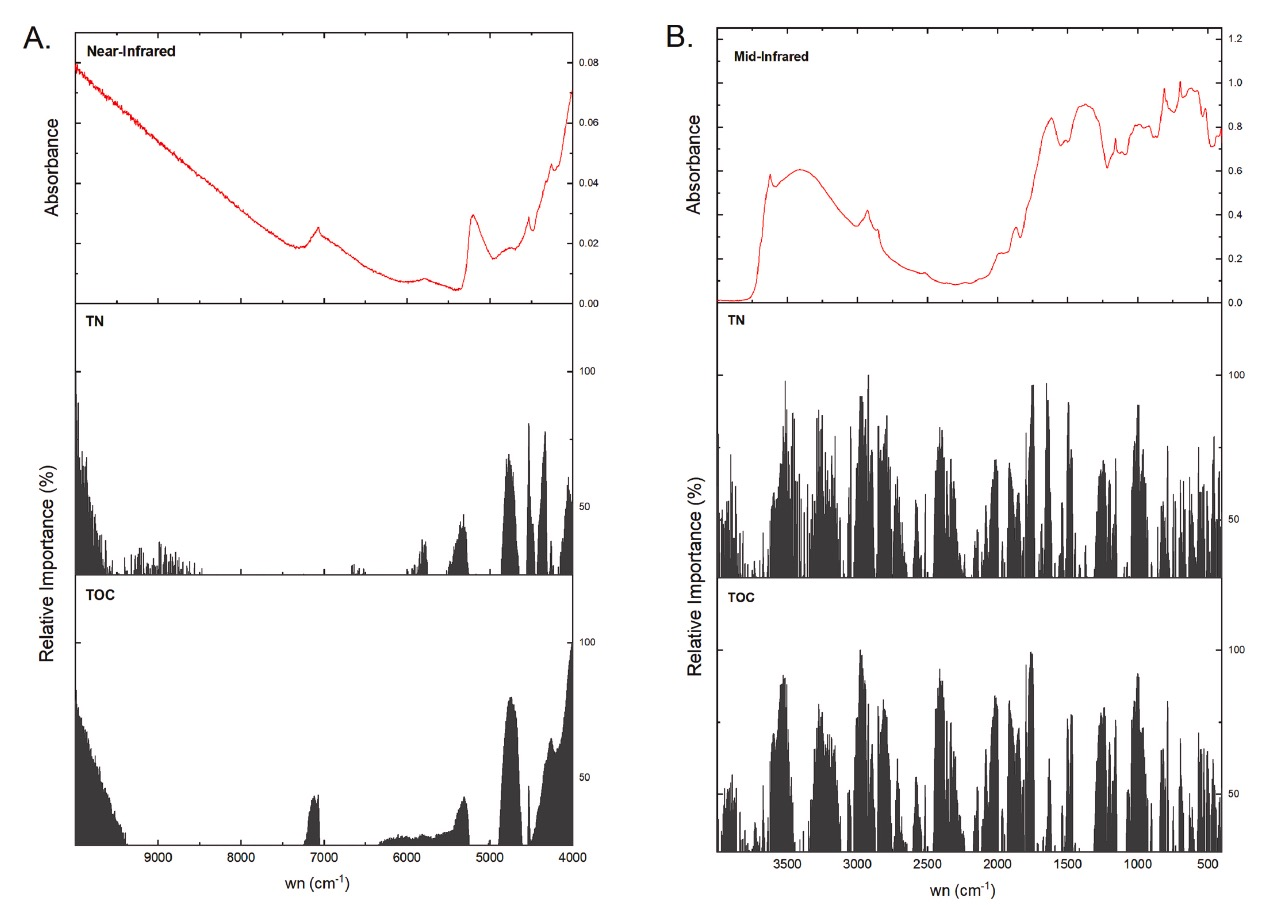 A.
Near-Infrared
Absorbance
0.08
0.06
0.04
0.02
0.00
TN
100
50
Relative Importance (%)
TOC
100
50
9000 8000 7000 6000 5000 4000
wn (cm-1)
B.
Mid-Infrared
Absorbance
1.2
1.0
0.8
0.6
0.4
0.2
0.0
TN
100
50
Relative Importance (%)
TOC
100
50
3500 3000 2500 2000 1500 1000 500
wn (cm-1)